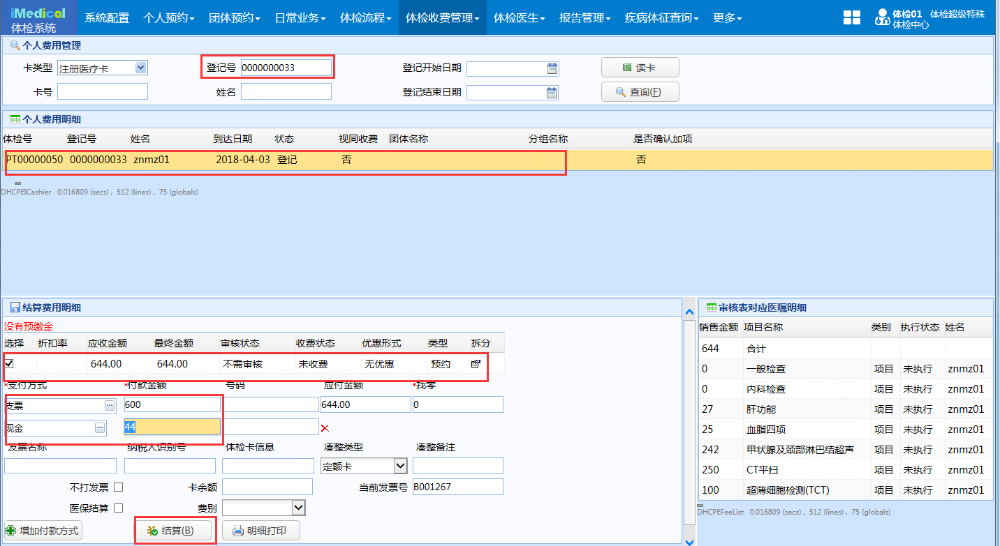 iMedical
体检系统
系统配置 个人预约 团体预约 日常业务 体检流程 体检收费管理 体检医生 报告管理 疾病体征查询 更多
体检01 体检超级特殊
体检中心
个人费用管理
卡类型 注册医疗卡 登记号 0000000033 登记开始日期 读卡
卡号 姓名 登记结束日期 查询(F)
个人费用明细
体检号 登记号 姓名 到达日期 状态 视同收费 团体名称 分组名称 是否确认加项
PT00000050 0000000033 znmz01 2018-04-03 登记 否 否
DHCPEICashier 0.016809 (secs) , 512 (lines) , 75 (globals)
结算费用明细
没有预缴金
选择 折扣率 应收金额 最终金额 审核状态 收费状态 优惠形式 类型 拆分
644.00 644.00 不需审核 未收费 无优惠 预约
*支付方式 *付款金额 号码 应付金额 *找零
支票 600 644.00 0
现金 44
发票名称 纳税人识别号 体检卡信息 凑整类型 凑整备注
定额卡
不打发票 卡余额 当前发票号 B001267
医保结算 费别
增加付款方式 结算(B) 明细打印
审核表对应医嘱明细
销售金额 项目名称 类别 执行状态 姓名
644 合计
0 一般检查 项目 未执行 znmz01
0 内科检查 项目 未执行 znmz01
27 肝功能 项目 未执行 znmz01
25 血脂四项 项目 未执行 znmz01
242 甲状腺及颈部淋巴结超声 项目 未执行 znmz01
250 CT平扫 项目 未执行 znmz01
100 超薄细胞检测(TCT) 项目 未执行 znmz01
DHCPEFeeList 0.016809 (secs) , 512 (lines) , 75 (globals)